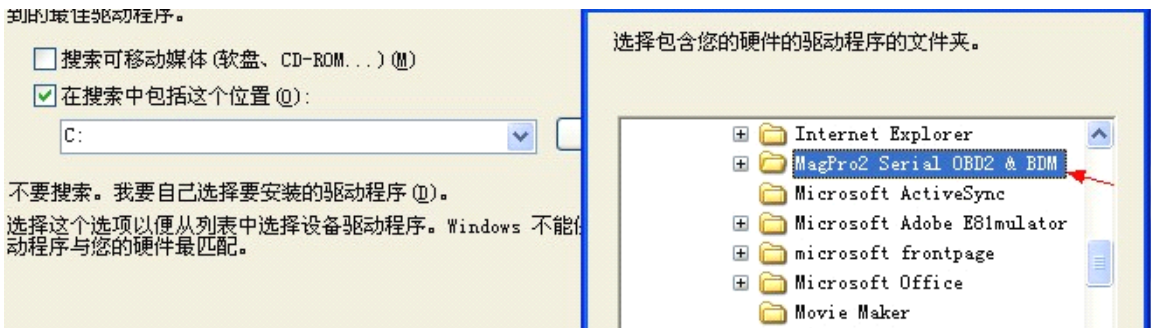 到的最佳驱动程序。
搜索可移动媒体(软盘、CD-ROM...)(M)
在搜索中包括这个位置(O):
C:
不要搜索。我要自己选择要安装的驱动程序(D)。
选择这个选项以便从列表中选择设备驱动程序。Windows 不能
动程序与您的硬件最匹配。
选择包含您的硬件的驱动程序的文件夹。
Internet Explorer
MagPro2 Serial OBD2 & BDM
Microsoft ActiveSync
Microsoft Adobe E81mulator
microsoft frontpage
Microsoft Office
Movie Maker